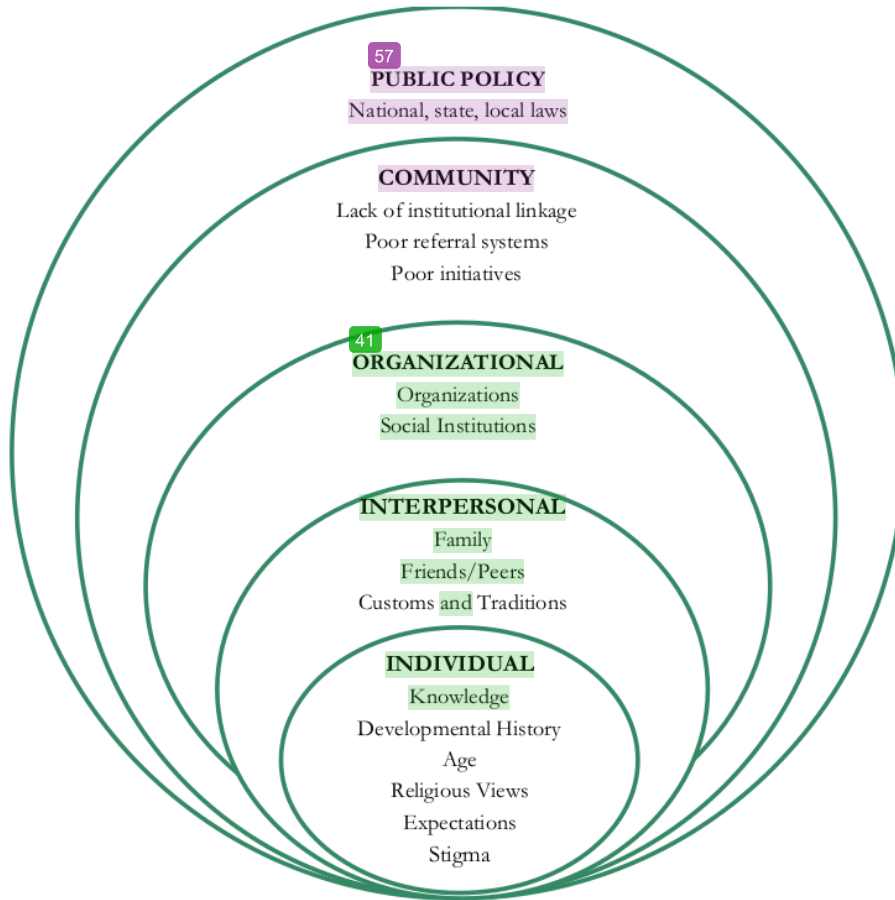 57
PUBLIC POLICY
National, state, local laws
COMMUNITY
Lack of institutional linkage
Poor referral systems
Poor initiatives
41
ORGANIZATIONAL
Organizations
Social Institutions
INTERPERSONAL
Family
Friends/Peers
Customs and Traditions
INDIVIDUAL
Knowledge
Developmental History
Age
Religious Views
Expectations
Stigma